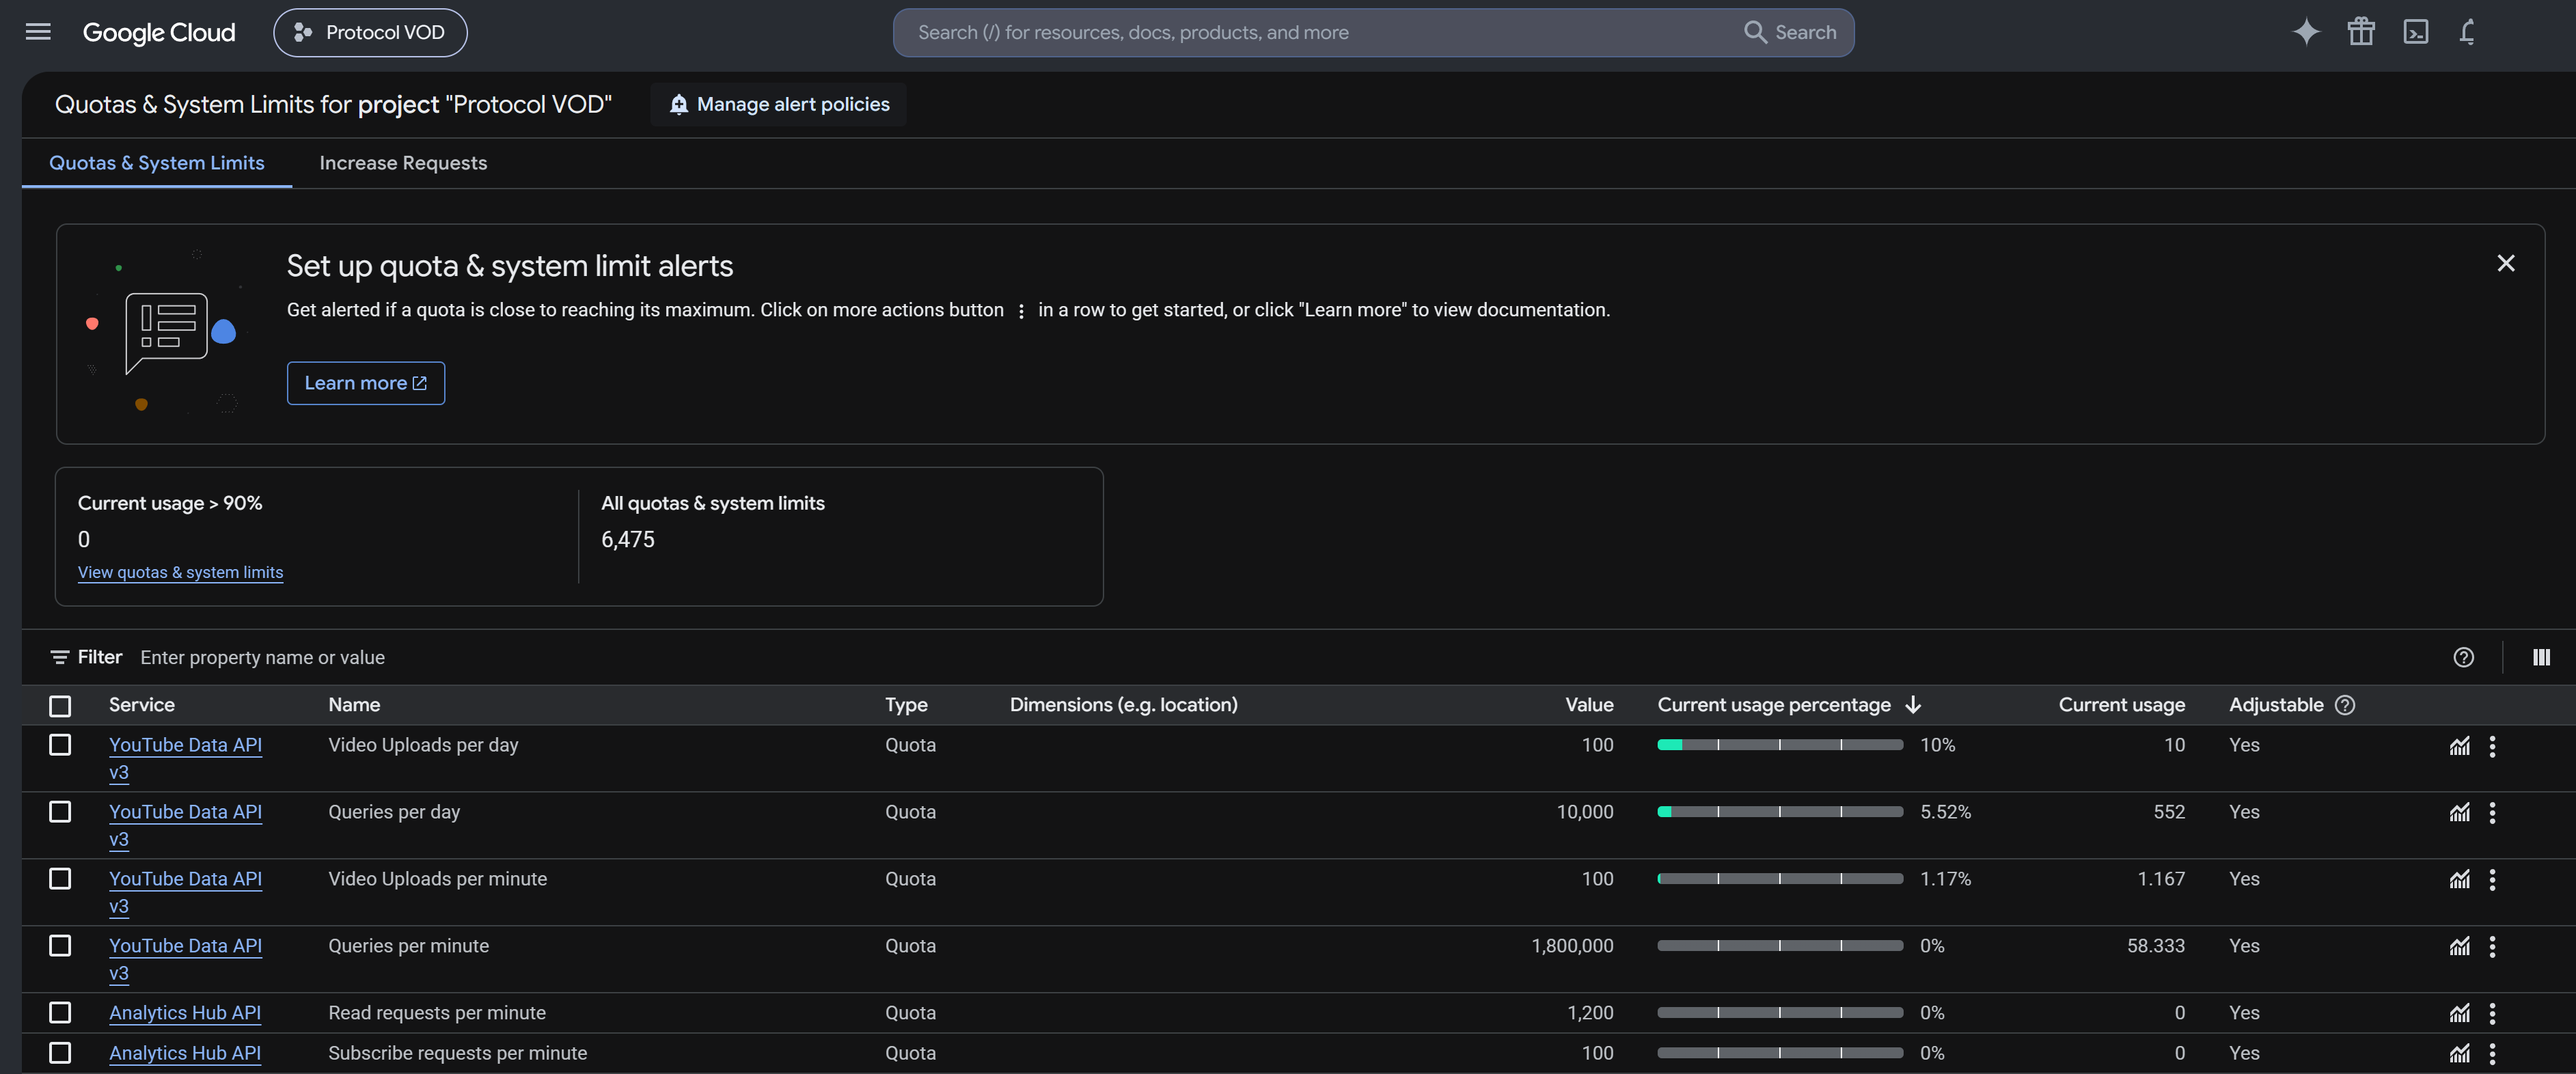 Google Cloud
Protocol VOD
Search (/) for resources, docs, products, and more
Search
Quotas & System Limits for project "Protocol VOD"
Manage alert policies
Quotas & System Limits
Increase Requests
Set up quota & system limit alerts
Get alerted if a quota is close to reaching its maximum. Click on more actions button ⋮ in a row to get started, or click "Learn more" to view documentation.
Learn more
Current usage > 90%
0
View quotas & system limits
All quotas & system limits
6,475
Filter Enter property name or value
Service Name Type Dimensions (e.g. location) Value Current usage percentage Current usage Adjustable
YouTube Data API v3 Video Uploads per day Quota 100 10% 10 Yes
YouTube Data API v3 Queries per day Quota 10,000 5.52% 552 Yes
YouTube Data API v3 Video Uploads per minute Quota 100 1.17% 1.167 Yes
YouTube Data API v3 Queries per minute Quota 1,800,000 0% 58.333 Yes
Analytics Hub API Read requests per minute Quota 1,200 0% 0 Yes
Analytics Hub API Subscribe requests per minute Quota 100 0% 0 Yes